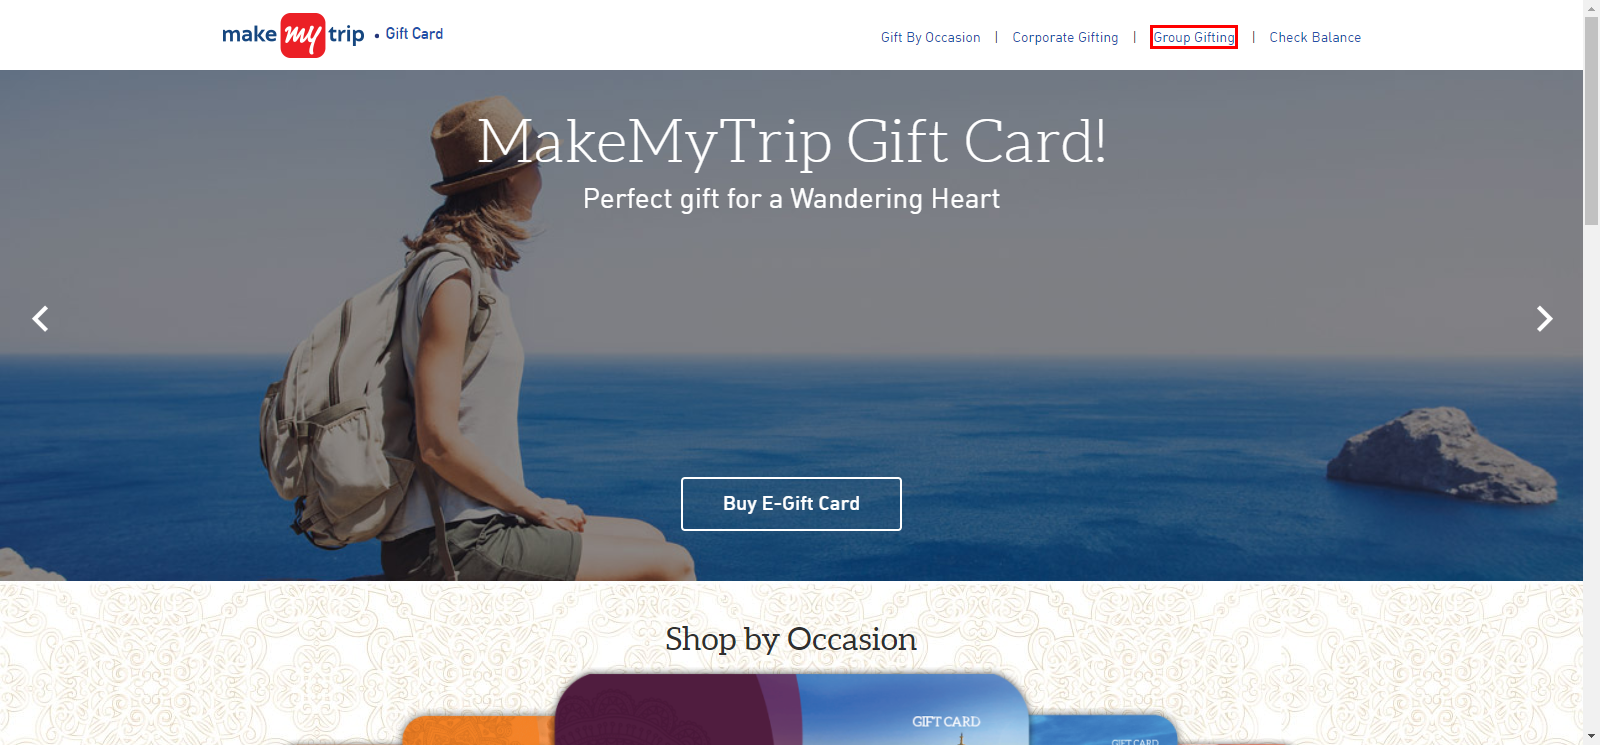 make my trip • Gift Card
Gift By Occasion | Corporate Gifting | Group Gifting | Check Balance
MakeMyTrip Gift Card!
Perfect gift for a Wandering Heart
Buy E-Gift Card
Shop by Occasion
GIFT CARD
GIFT CARD